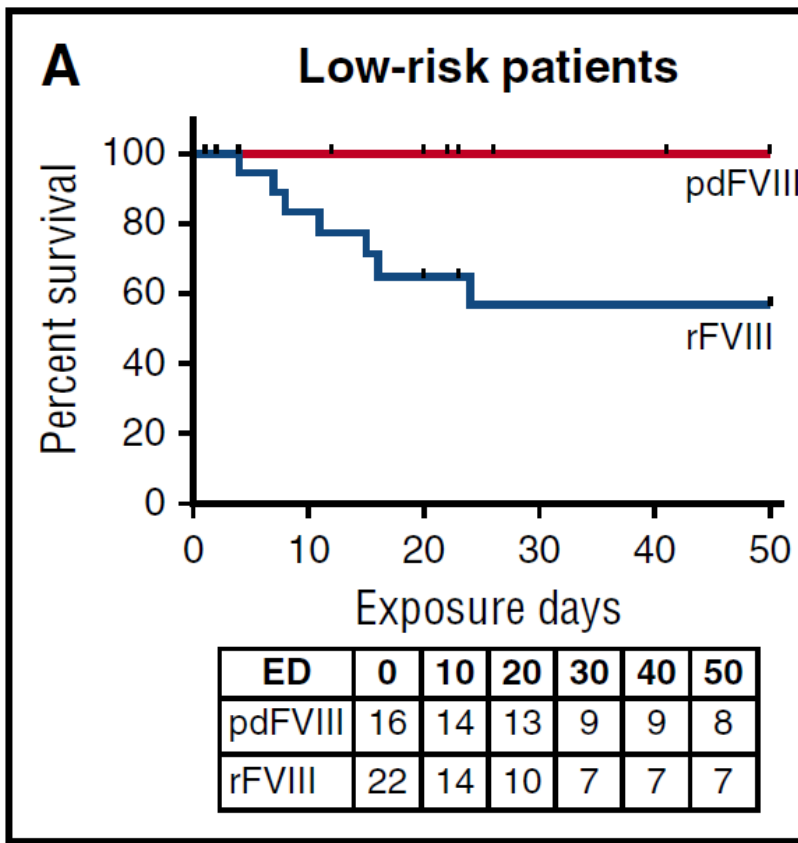 A Low-risk patients
Percent survival
100
80
60
40
20
0
pdFVIII
rFVIII
0 10 20 30 40 50
Exposure days
ED 0 10 20 30 40 50
pdFVIII 16 14 13 9 9 8
rFVIII 22 14 10 7 7 7